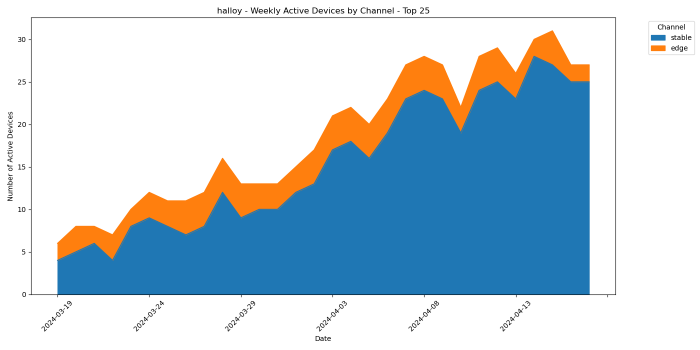 halloy - Weekly Active Devices by Channel - Top 25
Channel
stable
edge
Number of Active Devices
30
25
20
15
10
5
0
2024-03-19
2024-03-24
2024-03-29
2024-04-03
2024-04-08
2024-04-13
Date